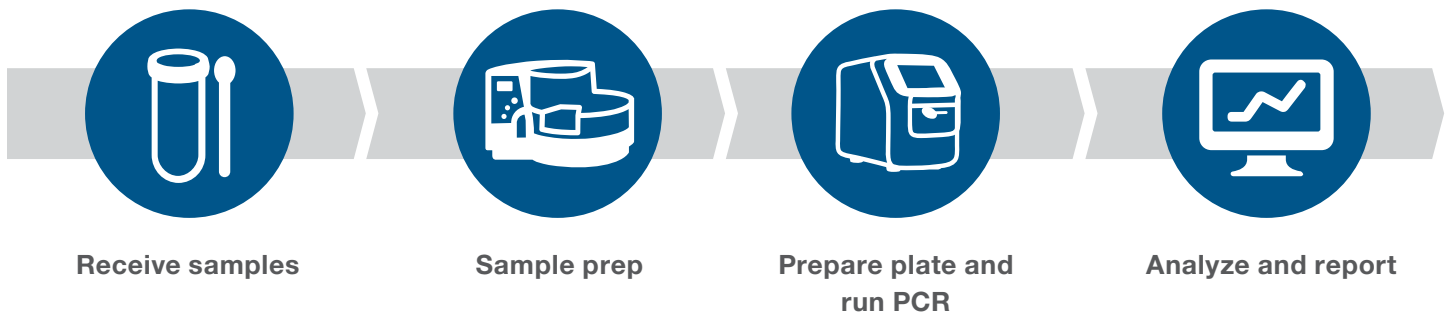 Receive samples
Sample prep
Prepare plate and
run PCR
Analyze and report